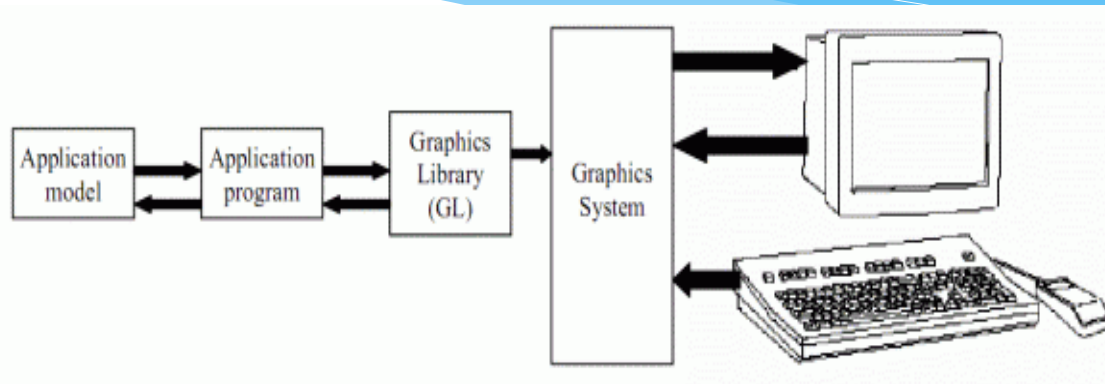 Application
model
Application
program
Graphics
Library
(GL)
Graphics
System